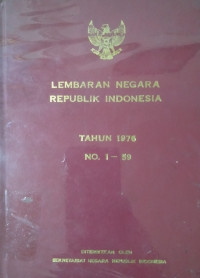 LEMBARAN NEGARA
REPUBLIK INDONESIA
TAHUN 1976
NO. 1 – 59
DITERBITKAN OLEH
SEKRETARIAT NEGARA REPUBLIK INDONESIA